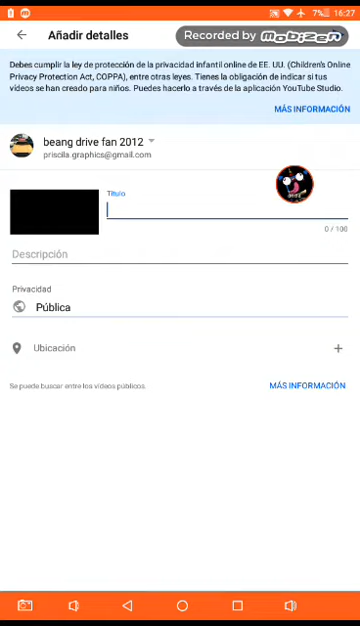 7% 16:27
Añadir detalles
Recorded by mobizen
Debes cumplir la ley de protección de la privacidad infantil online de EE. UU. (Children's Online
Privacy Protection Act, COPPA), entre otras leyes. Tienes la obligación de indicar si tus
vídeos se han creado para niños. Puedes hacerlo a través de la aplicación YouTube Studio.
MÁS INFORMACIÓN
beang drive fan 2012
priscila.graphics@gmail.com
Título
0 / 100
Descripción
Privacidad
Pública
Ubicación
Se puede buscar entre los vídeos públicos.
MÁS INFORMACIÓN